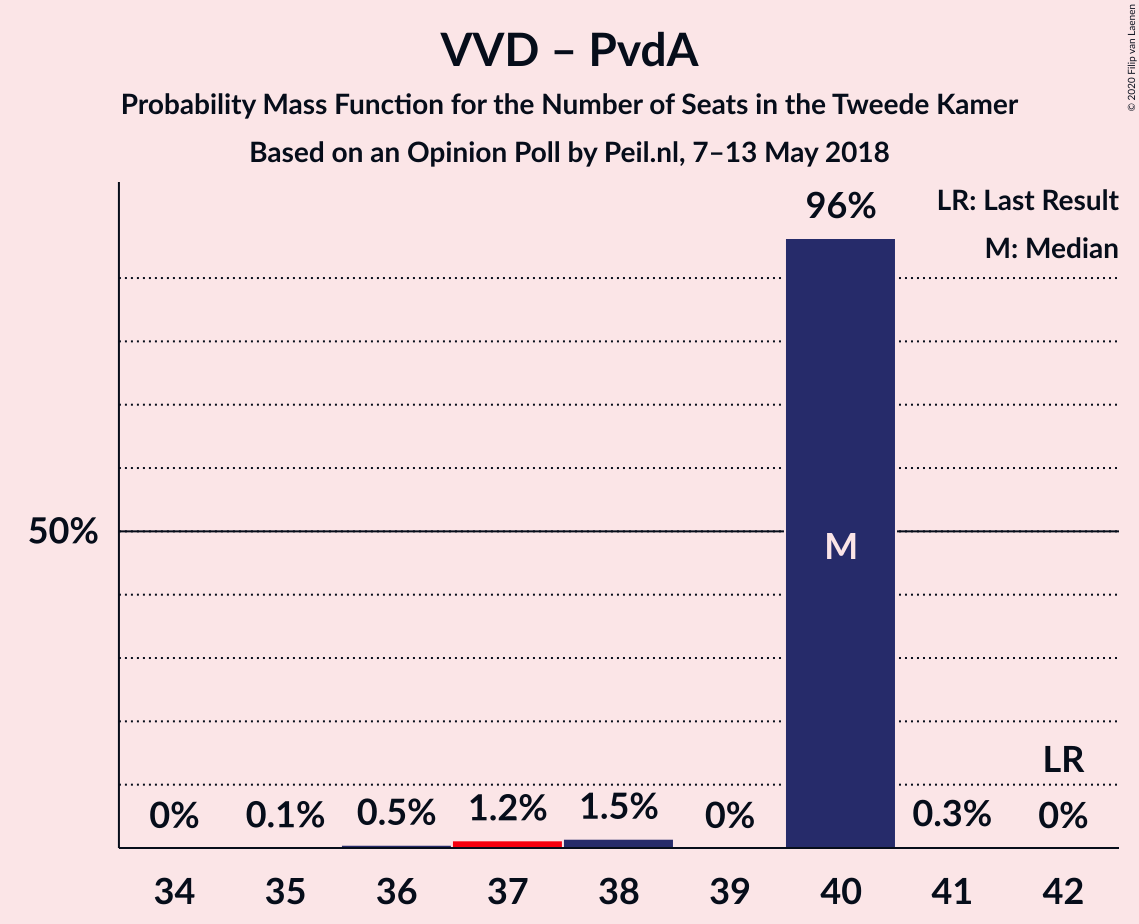 VVD – PvdA
Probability Mass Function for the Number of Seats in the Tweede Kamer
Based on an Opinion Poll by Peil.nl, 7–13 May 2018
© 2020 Filip van Laenen
LR: Last Result
M: Median
96%
50%
M
LR
0% 0.1% 0.5% 1.2% 1.5% 0% 0.3% 0%
34 35 36 37 38 39 40 41 42